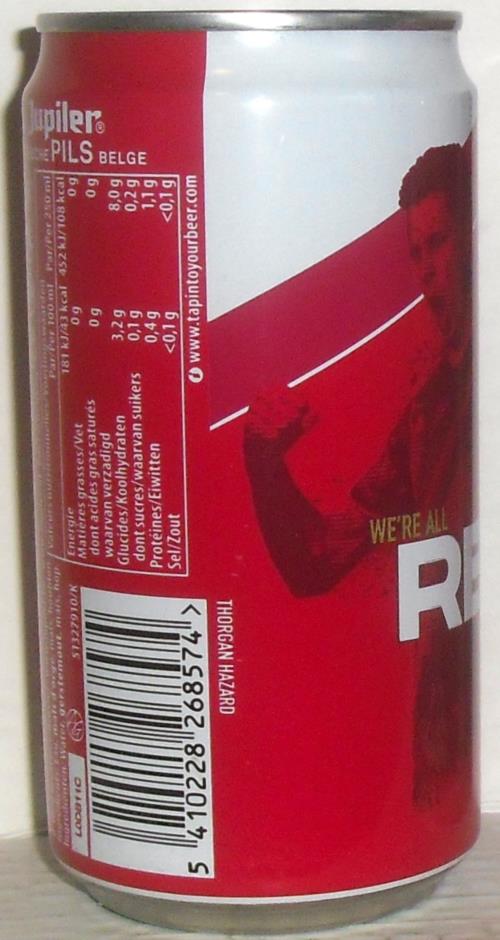 Jupiler®
PILS BELGE
Par/Per 100 ml Par/Per 250 ml
Energie 181 kJ/43 kcal 452 kJ/108 kcal
Matières grasses/Vet 0 g 0 g
dont acides gras saturés
waarvan verzadigd 0 g 0 g
Glucides/Koolhydraten 3,2 g 8,0 g
dont sucres/waarvan suikers 0,1 g 0,2 g
Protéines/Eiwitten 0,4 g 1,1 g
Sel/Zout <0,1 g <0,1 g
www.tapintoyourbeer.com
WE'RE ALL
RE
51327910/K
LOD811C
5 410228 268574 >
THORGAN HAZARD